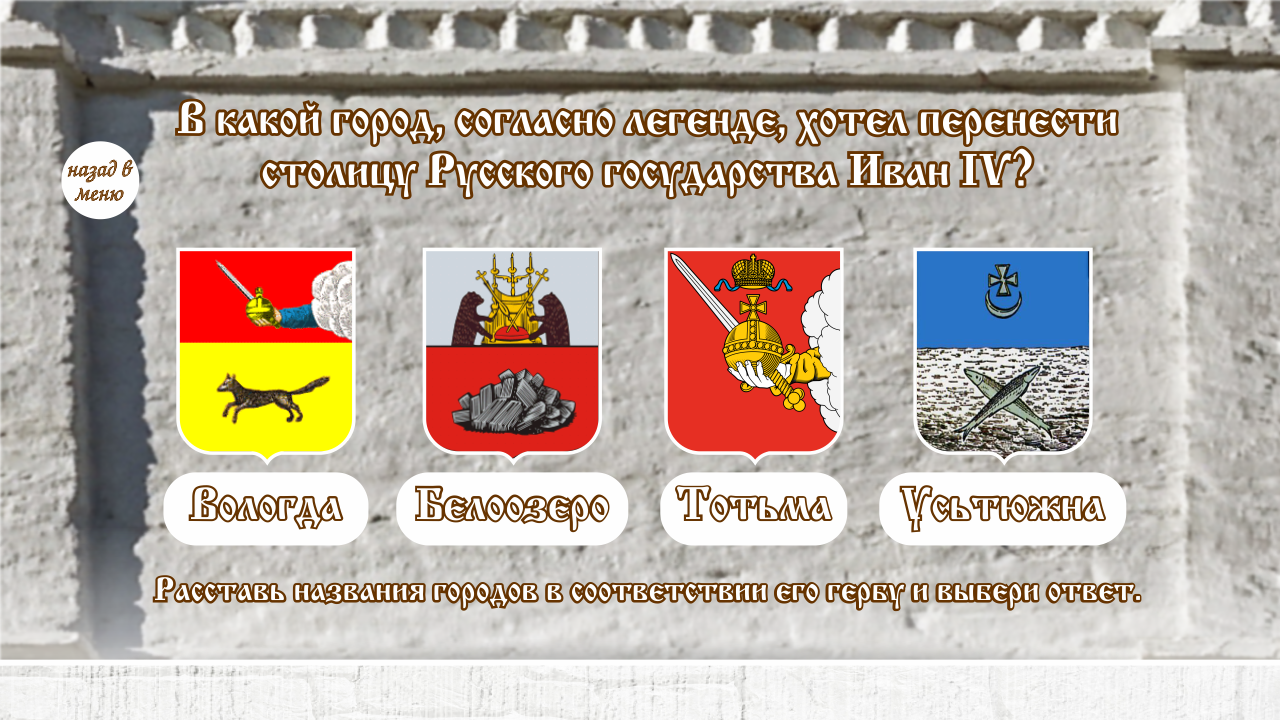 В какой город, согласно легенде, хотел перенести
столицу Русского государства Иван IV?
назад в
меню
Вологда
Белоозеро
Тотьма
Усьтюжна
Расставь названия городов в соответствии его гербу и выбери ответ.